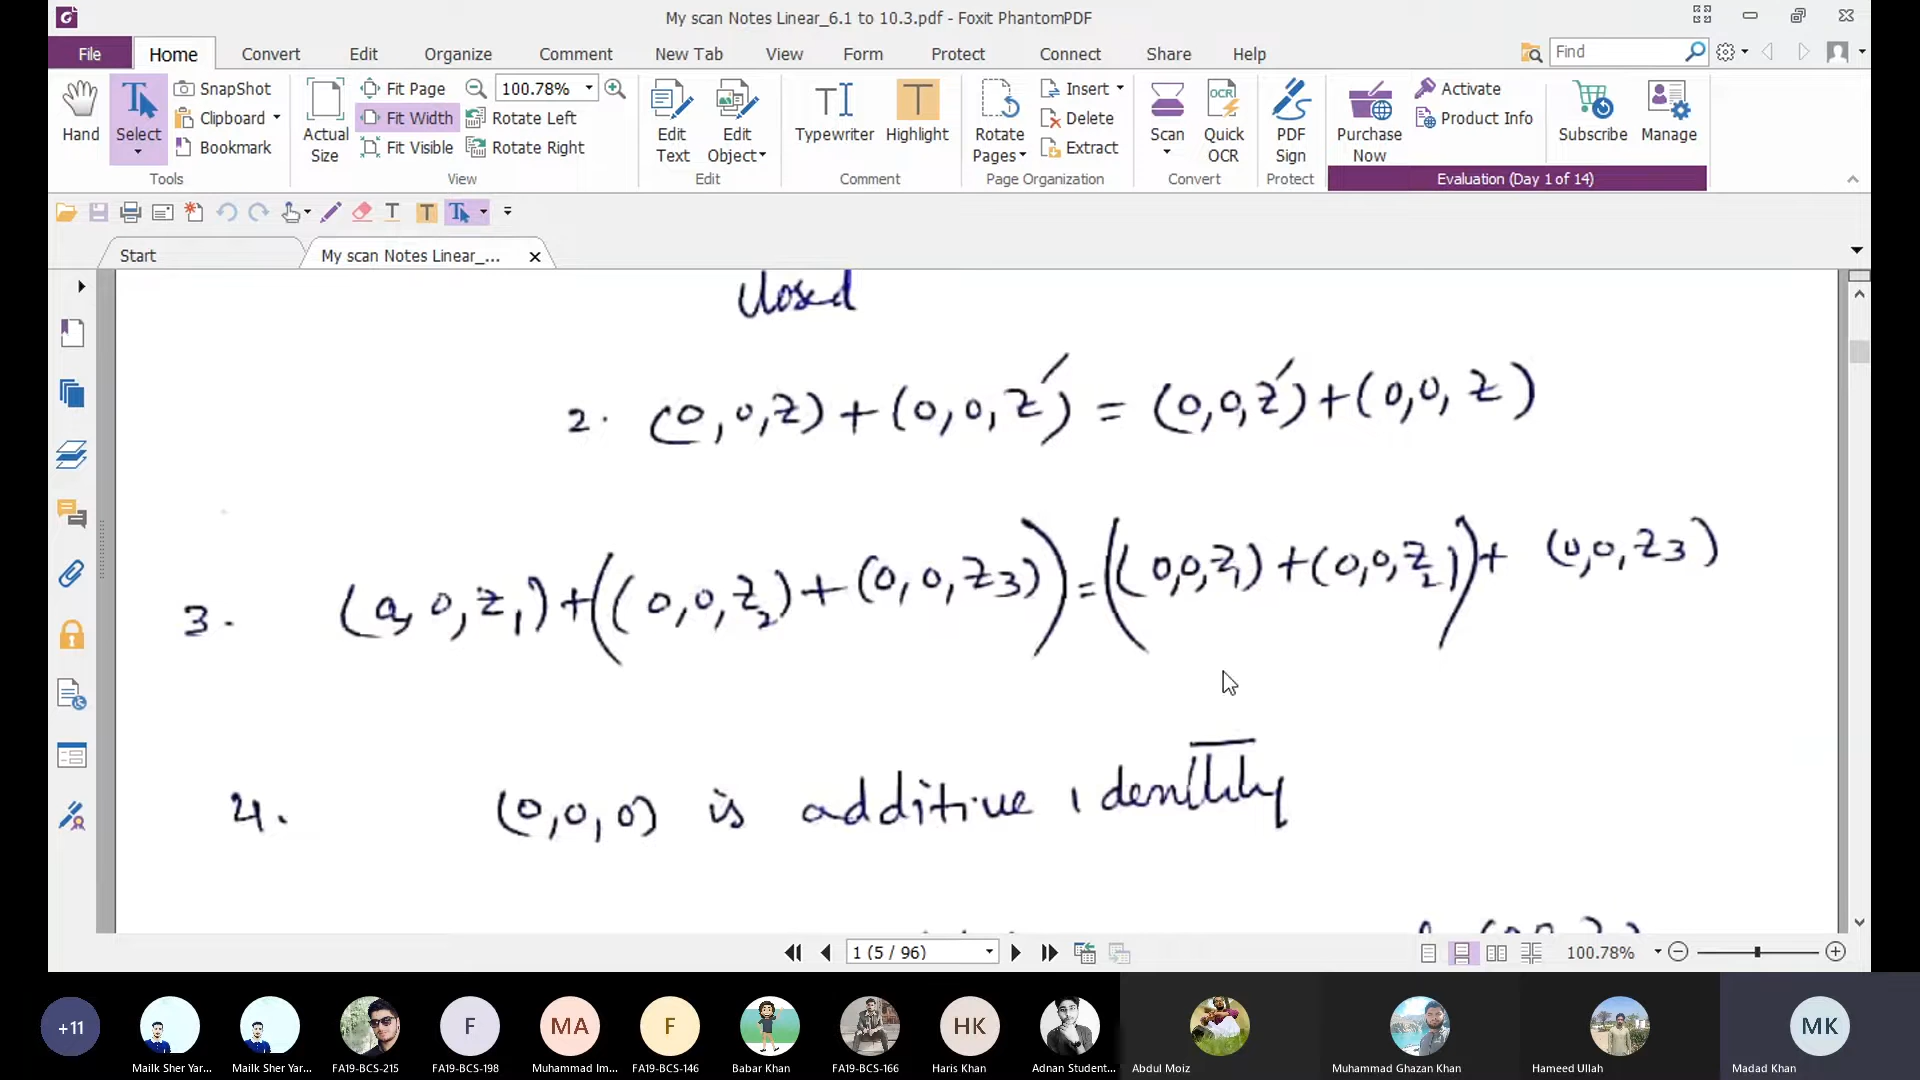 My scan Notes Linear_6.1 to 10.3.pdf - Foxit PhantomPDF
File Home Convert Edit Organize Comment New Tab View Form Protect Connect Share Help Find
Hand Select SnapShot Clipboard Bookmark Actual Size Fit Page Fit Width Fit Visible 100.78% Rotate Left Rotate Right Edit Text Edit Object Typewriter Highlight Rotate Pages Insert Delete Extract Scan Quick OCR PDF Sign Purchase Now Activate Product Info Subscribe Manage
Tools View Edit Comment Page Organization Convert Protect Evaluation (Day 1 of 14)
Start My scan Notes Linear_...
closed
2. (0,0,z)+(0,0,z′) = (0,0,z′)+(0,0,z)
3. (0,0,z₁)+((0,0,z₂)+(0,0,z3))=((0,0,z₁)+(0,0,z₂))+ (0,0,z3)
4. (0,0,0) is additive identity
1 (5 / 96) 100.78%
+11 F MA F HK MK
Mailk Sher Yar... Mailk Sher Yar... FA19-BCS-215 FA19-BCS-198 Muhammad Im... FA19-BCS-146 Babar Khan FA19-BCS-166 Haris Khan Adnan Student... Abdul Moiz Muhammad Ghazan Khan Hameed Ullah Madad Khan